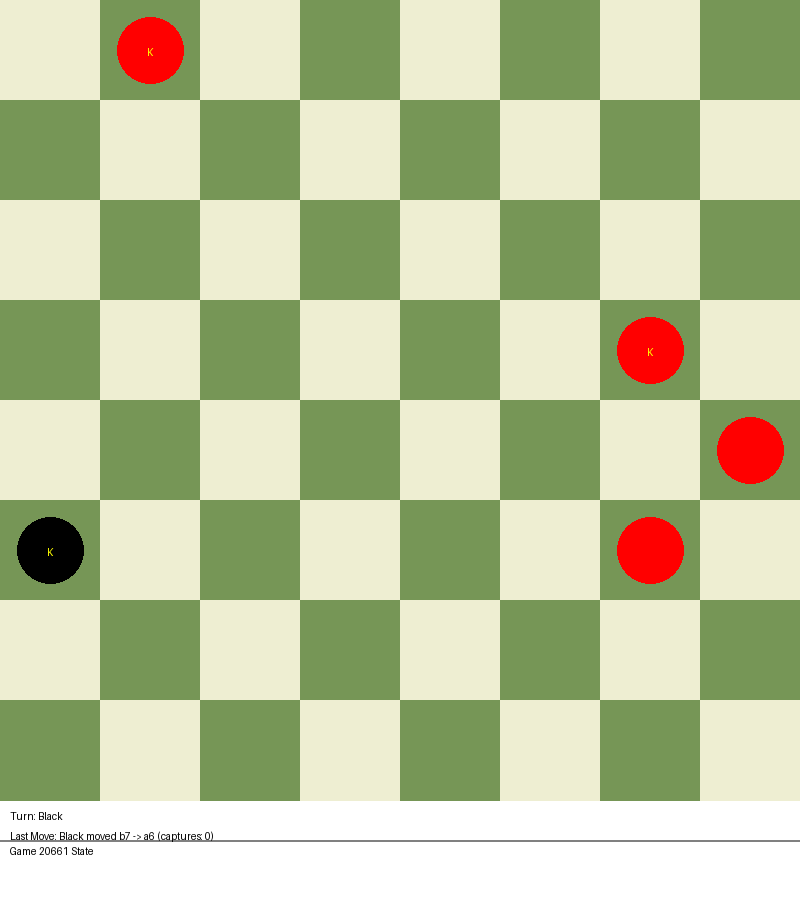 K
K
K
Turn: Black
Last Move: Black moved b7 -> a6 (captures: 0)
Game 20661 State